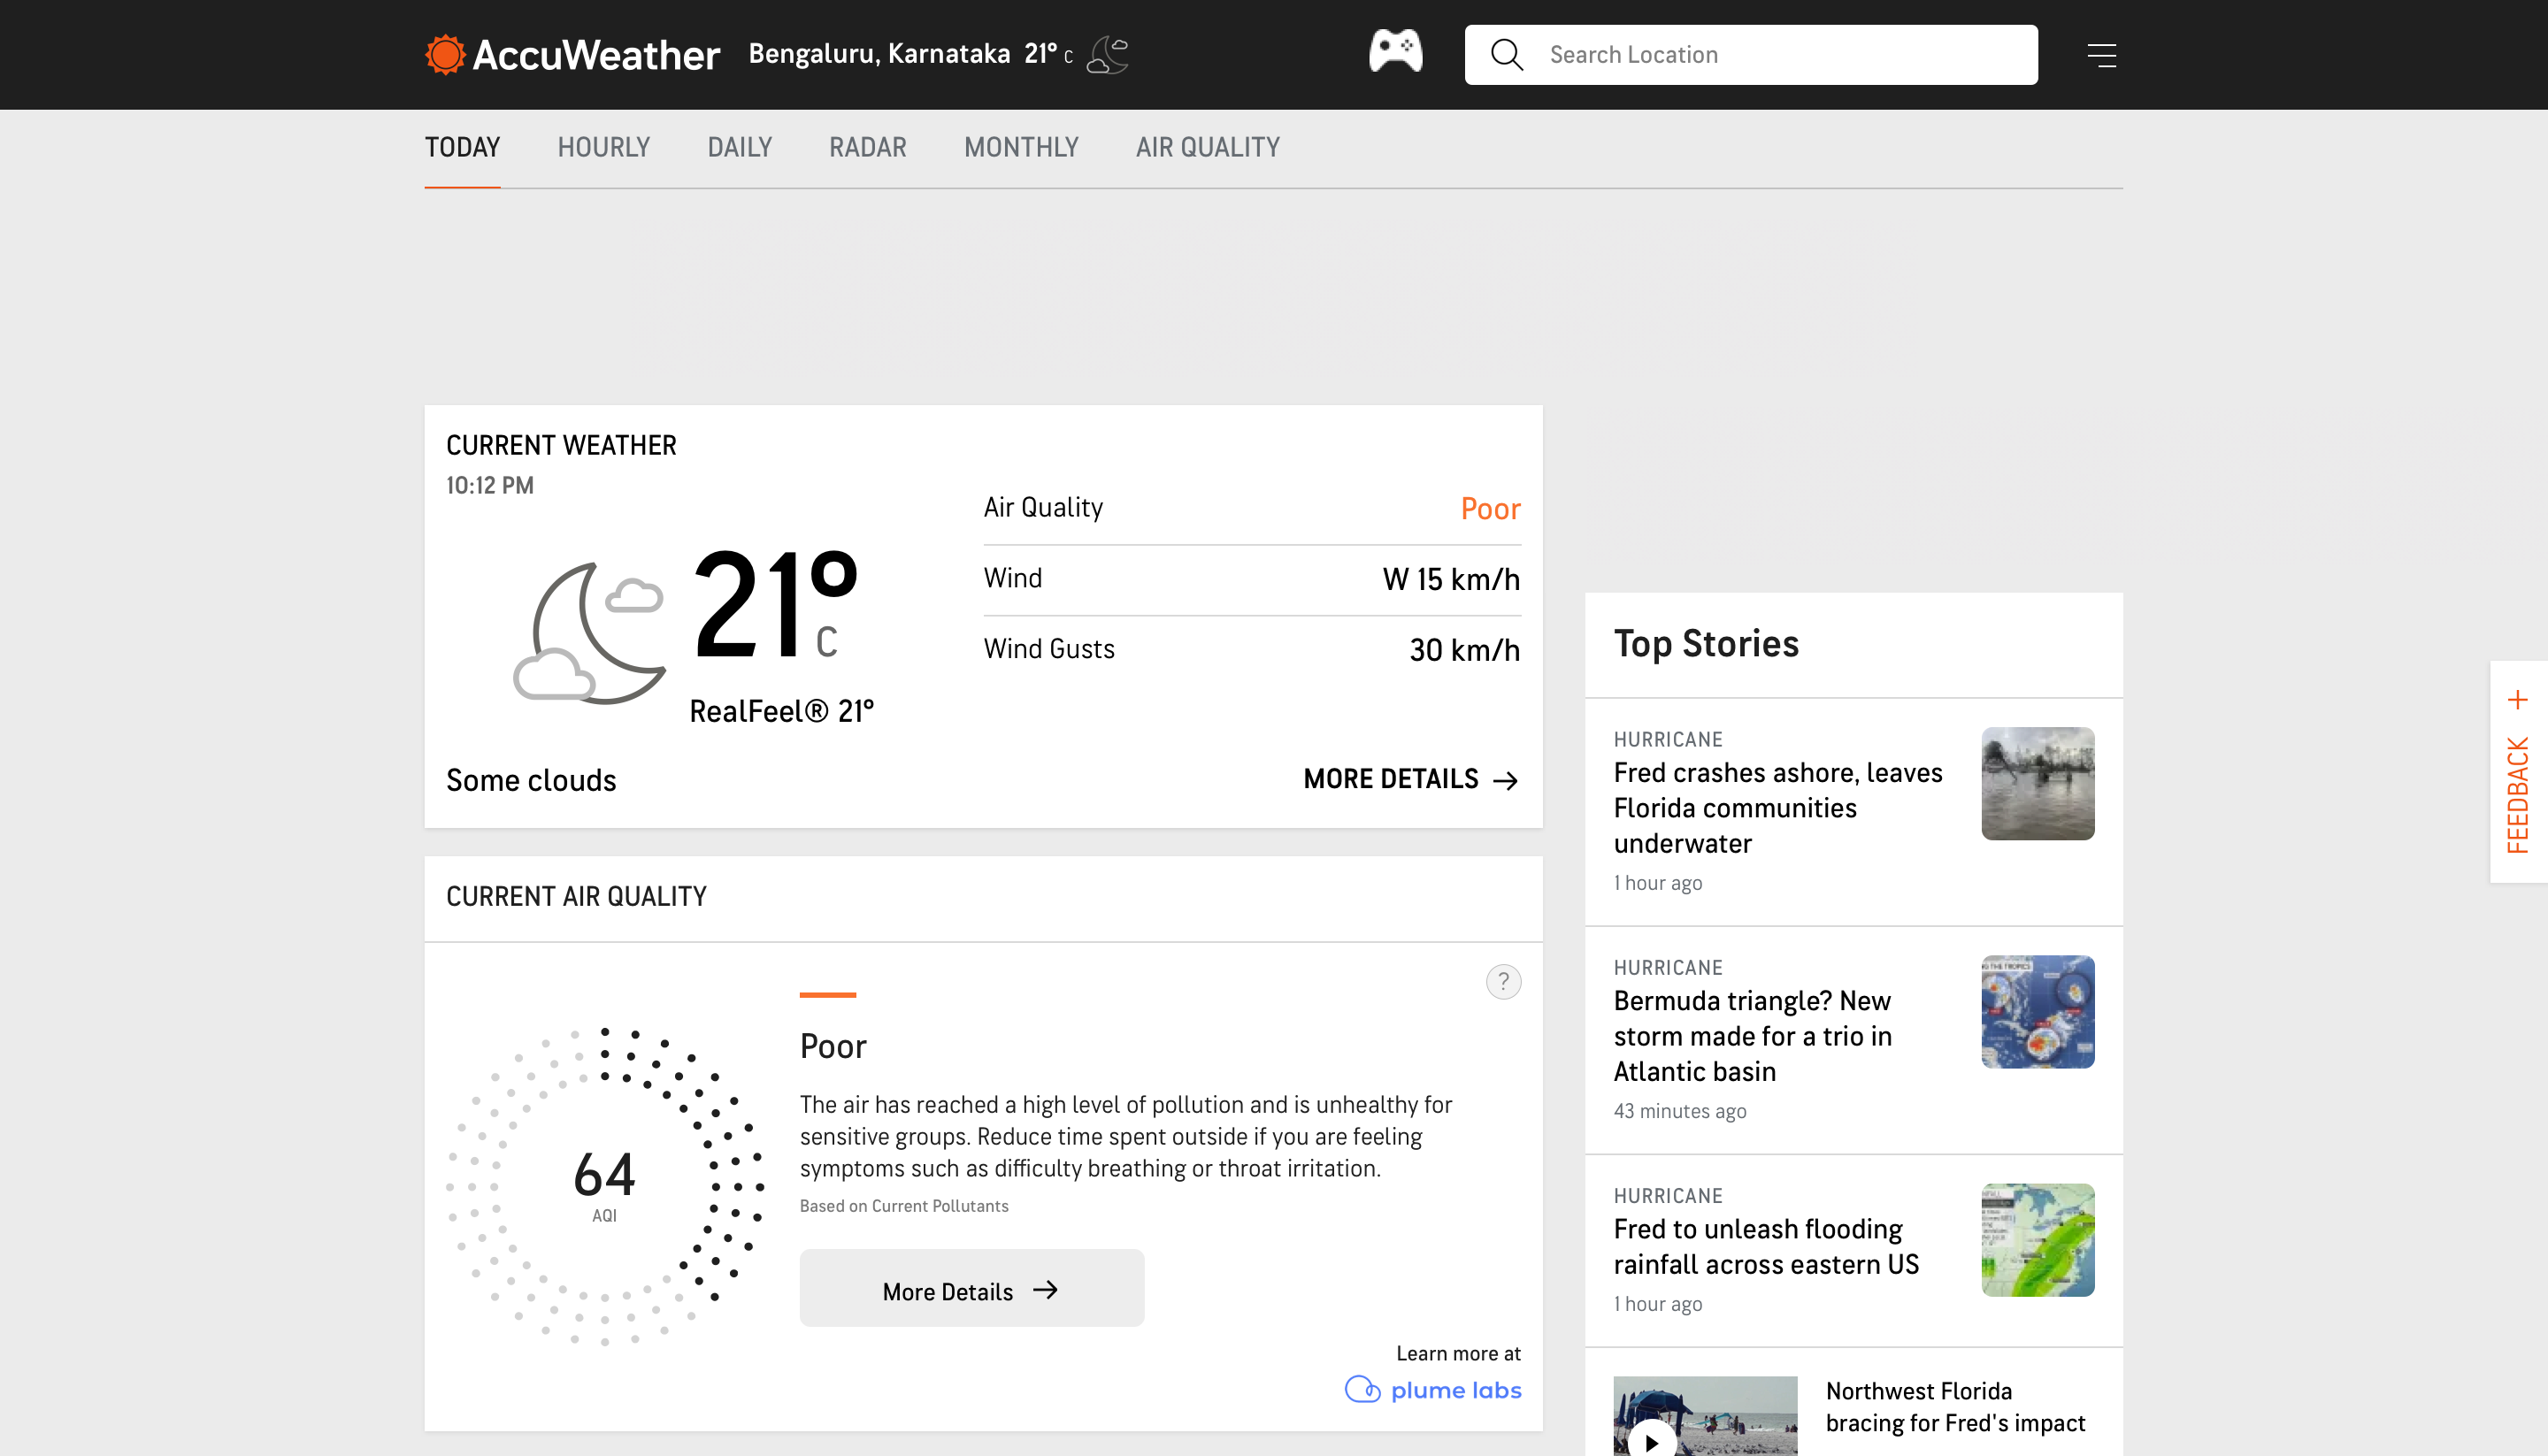 AccuWeather
Bengaluru, Karnataka 21° C
Search Location
TODAY HOURLY DAILY RADAR MONTHLY AIR QUALITY
CURRENT WEATHER
10:12 PM
21° C
RealFeel® 21°
Some clouds
Air Quality Poor
Wind W 15 km/h
Wind Gusts 30 km/h
MORE DETAILS
CURRENT AIR QUALITY
?
64
AQI
Poor
The air has reached a high level of pollution and is unhealthy for
sensitive groups. Reduce time spent outside if you are feeling
symptoms such as difficulty breathing or throat irritation.
Based on Current Pollutants
More Details
Learn more at
plume labs
Top Stories
HURRICANE
Fred crashes ashore, leaves
Florida communities
underwater
1 hour ago
HURRICANE
Bermuda triangle? New
storm made for a trio in
Atlantic basin
43 minutes ago
HURRICANE
Fred to unleash flooding
rainfall across eastern US
1 hour ago
Northwest Florida
bracing for Fred's impact
FEEDBACK +